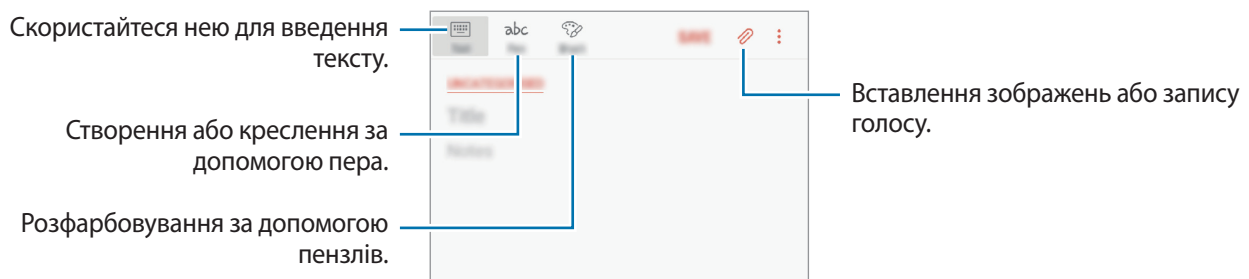 Скористайтеся нею для введення
тексту.
Створення або креслення за
допомогою пера.
Розфарбовування за допомогою
пензлів.
abc
Title
Notes
Вставлення зображень або запису
голосу.